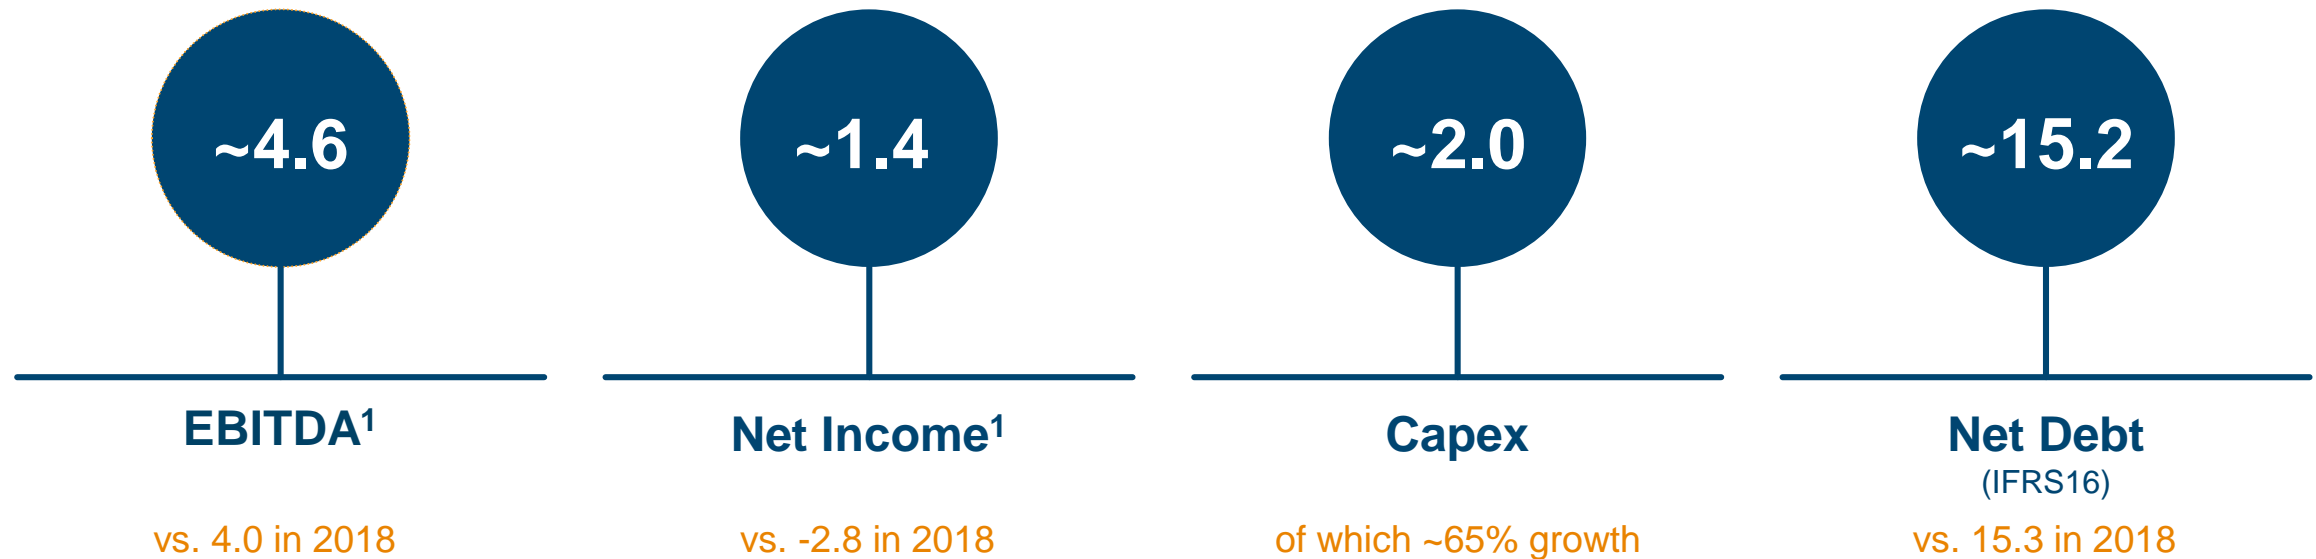 ~4.6
EBITDA¹
vs. 4.0 in 2018
~1.4
Net Income¹
vs. -2.8 in 2018
~2.0
Capex
of which ~65% growth
~15.2
Net Debt
(IFRS16)
vs. 15.3 in 2018